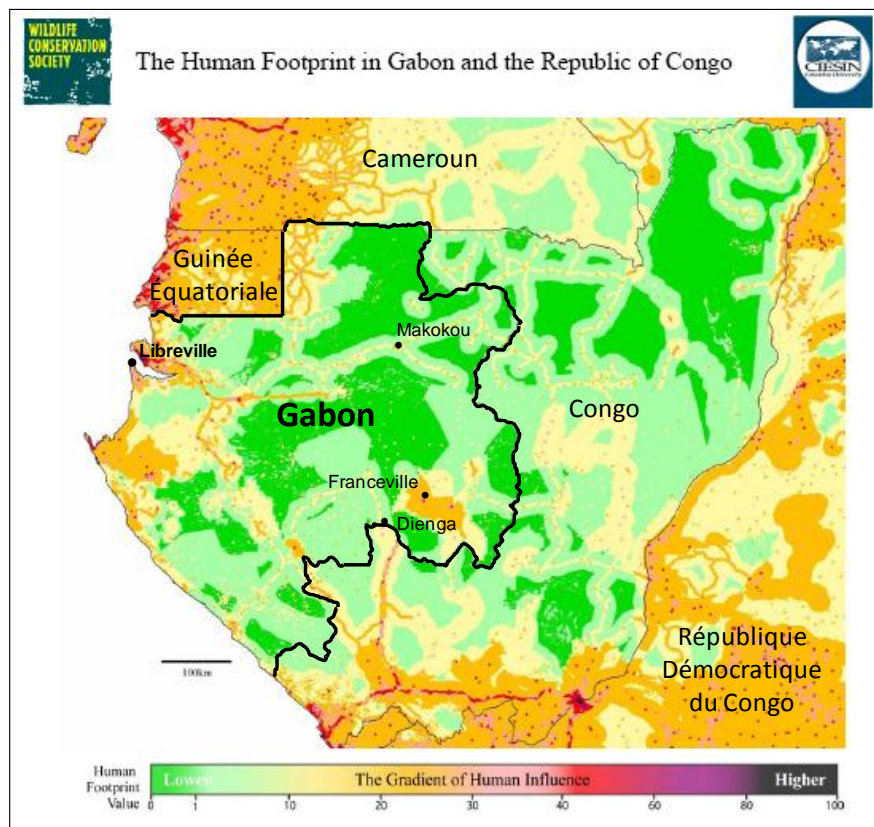 WILDLIFE
CONSERVATION
SOCIETY
The Human Footprint in Gabon and the Republic of Congo
CIESIN
Columbia University
Cameroun
Guinée
Équatoriale
Makokou
Libreville
Gabon
Congo
Franceville
Dienga
République
Démocratique
du Congo
100km
Human
Footprint
Value
Lower
The Gradient of Human Influence
Higher
0 1 10 20 30 40 60 80 100